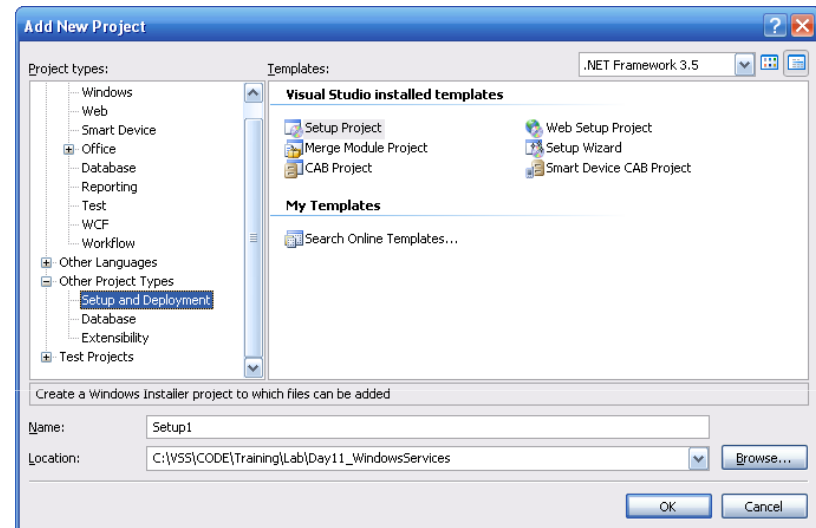 Add New Project
Project types:
Templates:
.NET Framework 3.5
Windows
Web
Smart Device
Office
Database
Reporting
Test
WCF
Workflow
Other Languages
Other Project Types
Setup and Deployment
Database
Extensibility
Test Projects
Visual Studio installed templates
Setup Project
Web Setup Project
Merge Module Project
Setup Wizard
CAB Project
Smart Device CAB Project
My Templates
Search Online Templates...
Create a Windows Installer project to which files can be added
Name:
Setup1
Location:
C:\VSS\CODE\Training\Lab\Day11_WindowsServices
Browse...
OK
Cancel